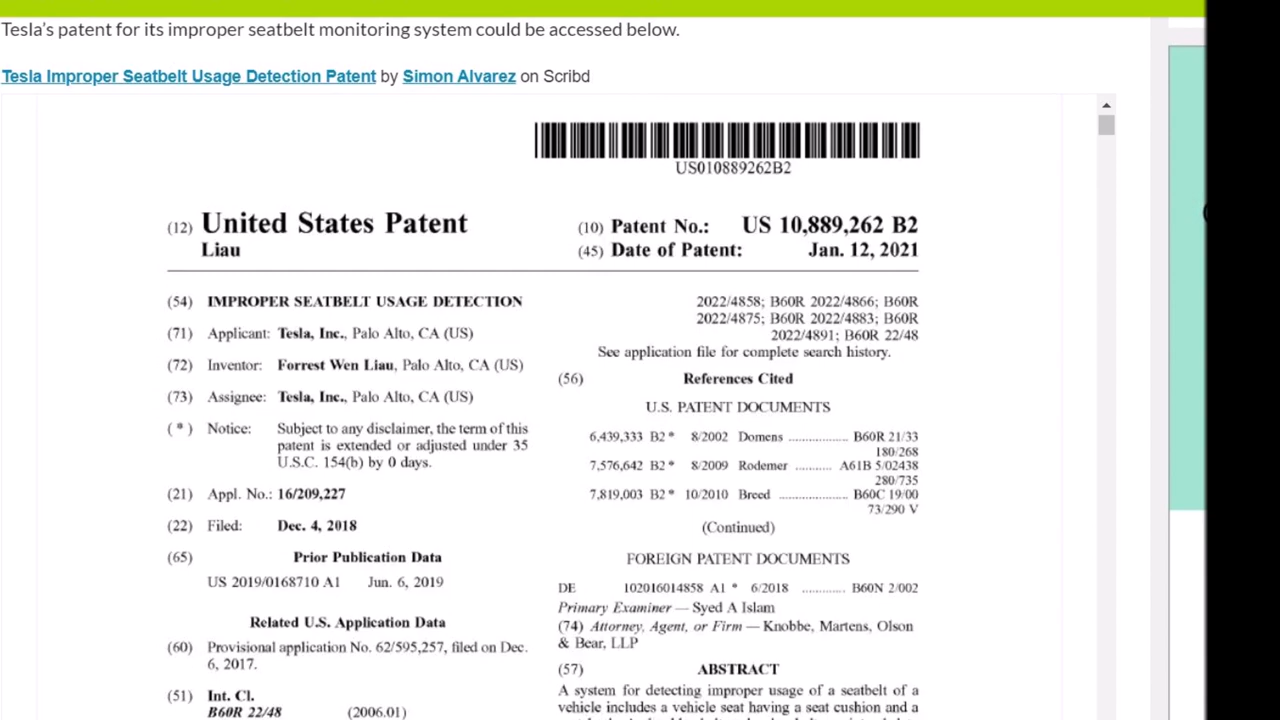 Tesla’s patent for its improper seatbelt monitoring system could be accessed below.
Tesla Improper Seatbelt Usage Detection Patent by Simon Alvarez on Scribd
US010889262B2
(12) United States Patent
Liau
(10) Patent No.: US 10,889,262 B2
(45) Date of Patent: Jan. 12, 2021
(54) IMPROPER SEATBELT USAGE DETECTION
(71) Applicant: Tesla, Inc., Palo Alto, CA (US)
(72) Inventor: Forrest Wen Liau, Palo Alto, CA (US)
(73) Assignee: Tesla, Inc., Palo Alto, CA (US)
( * ) Notice: Subject to any disclaimer, the term of this
patent is extended or adjusted under 35
U.S.C. 154(b) by 0 days.
(21) Appl. No.: 16/209,227
(22) Filed: Dec. 4, 2018
(65) Prior Publication Data
US 2019/0168710 A1 Jun. 6, 2019
Related U.S. Application Data
(60) Provisional application No. 62/595,257, filed on Dec.
6, 2017.
(51) Int. Cl.
B60R 22/48 (2006.01)
2022/4858; B60R 2022/4866; B60R
2022/4875; B60R 2022/4883; B60R
2022/4891; B60R 22/48
See application file for complete search history.
(56) References Cited
U.S. PATENT DOCUMENTS
6,439,333 B2 * 8/2002 Domens .................. B60R 21/33
180/268
7,576,642 B2 * 8/2009 Rodemer ........... A61B 5/02438
280/735
7,819,003 B2 * 10/2010 Breed ..................... B60C 19/00
73/290 V
(Continued)
FOREIGN PATENT DOCUMENTS
DE 102016014858 A1 * 6/2018 ............ B60N 2/002
Primary Examiner — Syed A Islam
(74) Attorney, Agent, or Firm — Knobbe, Martens, Olson
& Bear, LLP
(57) ABSTRACT
A system for detecting improper usage of a seatbelt of a
vehicle includes a vehicle seat having a seat cushion and a